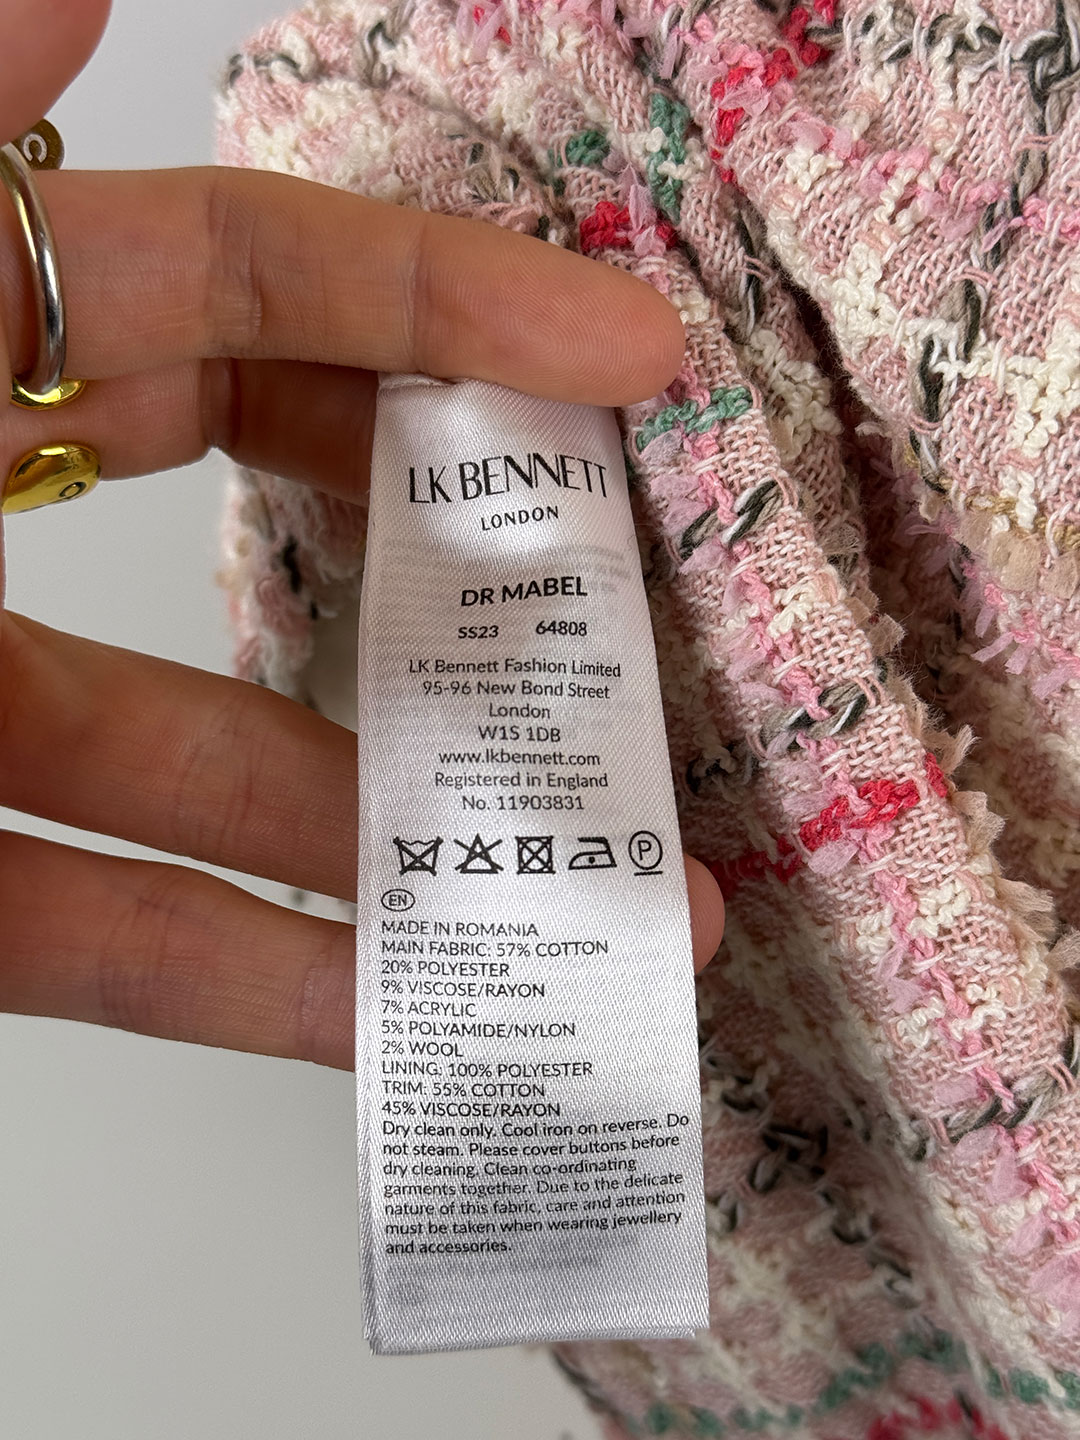 LK BENNETT
LONDON
DR MABEL
SS23 64808
LK Bennett Fashion Limited
95-96 New Bond Street
London
W1S 1DB
www.lkbennett.com
Registered in England
No. 11903831
P
EN
MADE IN ROMANIA
MAIN FABRIC: 57% COTTON
20% POLYESTER
9% VISCOSE/RAYON
7% ACRYLIC
5% POLYAMIDE/NYLON
2% WOOL
LINING: 100% POLYESTER
TRIM: 55% COTTON
45% VISCOSE/RAYON
Dry clean only. Cool iron on reverse. Do
not steam. Please cover buttons before
dry cleaning. Clean co-ordinating
garments together. Due to the delicate
nature of this fabric, care and attention
must be taken when wearing jewellery
and accessories.